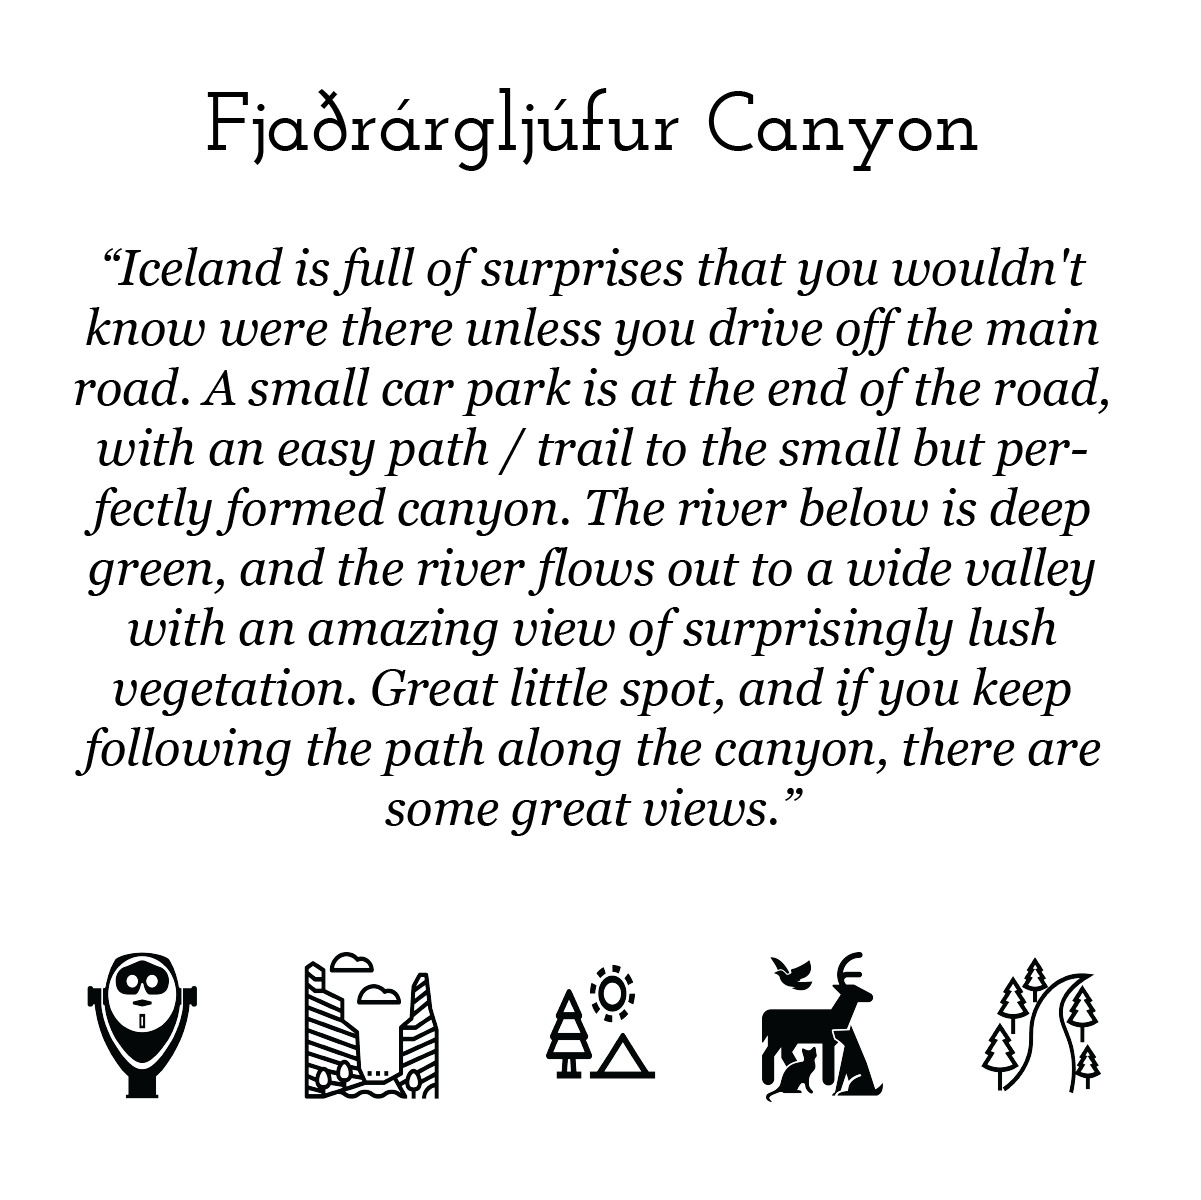 Fjaðrárgljúfur Canyon
“Iceland is full of surprises that you wouldn't
know were there unless you drive off the main
road. A small car park is at the end of the road,
with an easy path / trail to the small but per-
fectly formed canyon. The river below is deep
green, and the river flows out to a wide valley
with an amazing view of surprisingly lush
vegetation. Great little spot, and if you keep
following the path along the canyon, there are
some great views.”